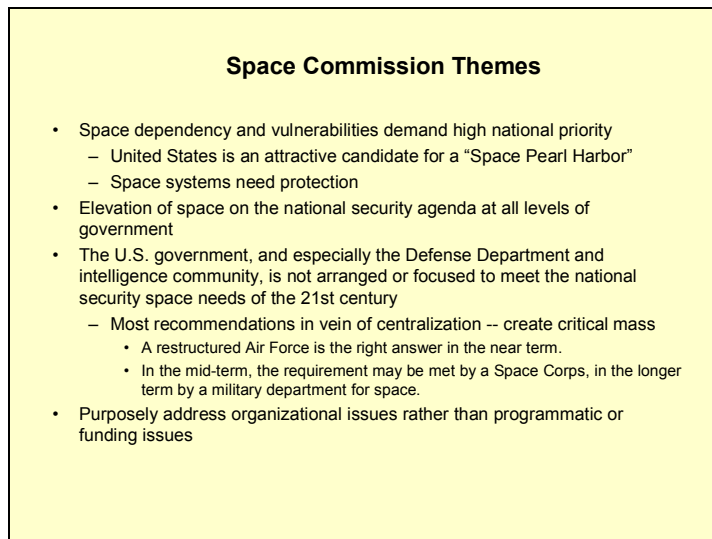 Space Commission Themes
• Space dependency and vulnerabilities demand high national priority
– United States is an attractive candidate for a “Space Pearl Harbor”
– Space systems need protection
• Elevation of space on the national security agenda at all levels of
government
• The U.S. government, and especially the Defense Department and
intelligence community, is not arranged or focused to meet the national
security space needs of the 21st century
– Most recommendations in vein of centralization -- create critical mass
• A restructured Air Force is the right answer in the near term.
• In the mid-term, the requirement may be met by a Space Corps, in the longer
term by a military department for space.
• Purposely address organizational issues rather than programmatic or
funding issues